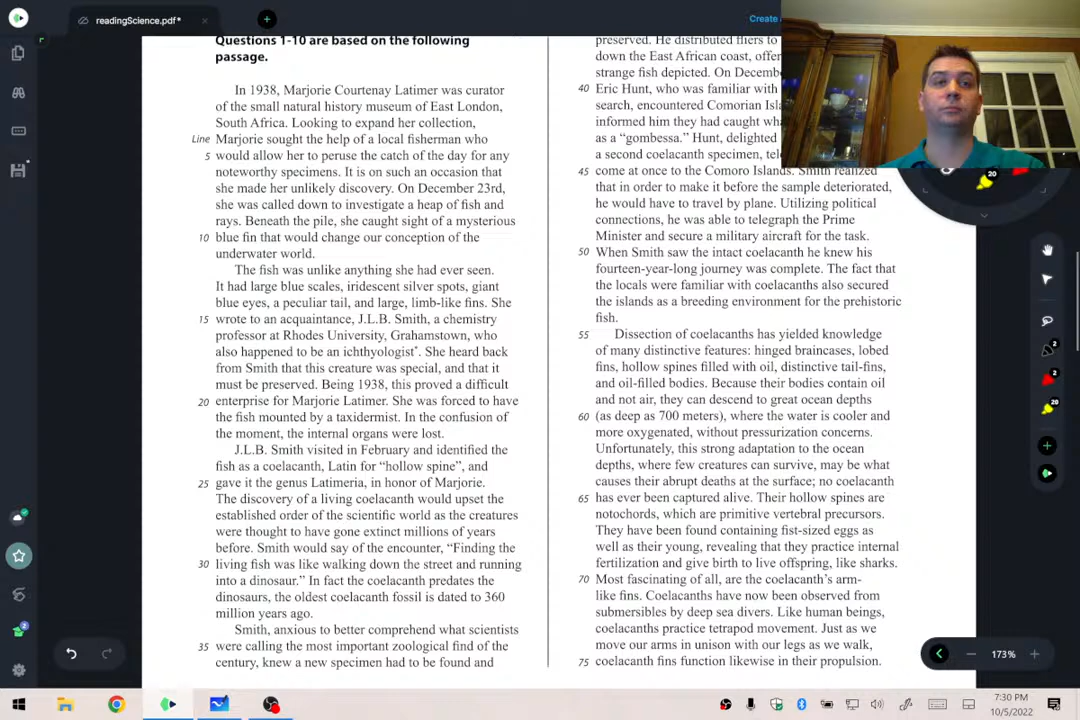 readingScience.pdf*
Create
Questions 1-10 are based on the following
passage.
In 1938, Marjorie Courtenay Latimer was curator
of the small natural history museum of East London,
South Africa. Looking to expand her collection,
Line Marjorie sought the help of a local fisherman who
5 would allow her to peruse the catch of the day for any
noteworthy specimens. It is on such an occasion that
she made her unlikely discovery. On December 23rd,
she was called down to investigate a heap of fish and
rays. Beneath the pile, she caught sight of a mysterious
10 blue fin that would change our conception of the
underwater world.
The fish was unlike anything she had ever seen.
It had large blue scales, iridescent silver spots, giant
blue eyes, a peculiar tail, and large, limb-like fins. She
15 wrote to an acquaintance, J.L.B. Smith, a chemistry
professor at Rhodes University, Grahamstown, who
also happened to be an ichthyologist*. She heard back
from Smith that this creature was special, and that it
must be preserved. Being 1938, this proved a difficult
20 enterprise for Marjorie Latimer. She was forced to have
the fish mounted by a taxidermist. In the confusion of
the moment, the internal organs were lost.
J.L.B. Smith visited in February and identified the
fish as a coelacanth, Latin for “hollow spine”, and
25 gave it the genus Latimeria, in honor of Marjorie.
The discovery of a living coelacanth would upset the
established order of the scientific world as the creatures
were thought to have gone extinct millions of years
before. Smith would say of the encounter, “Finding the
30 living fish was like walking down the street and running
into a dinosaur.” In fact the coelacanth predates the
dinosaurs, the oldest coelacanth fossil is dated to 360
million years ago.
Smith, anxious to better comprehend what scientists
35 were calling the most important zoological find of the
century, knew a new specimen had to be found and
preserved. He distributed fliers to
down the East African coast, offer
strange fish depicted. On Decemb
40 Eric Hunt, who was familiar with
search, encountered Comorian Isl
informed him they had caught wha
as a “gombessa.” Hunt, delighted
a second coelacanth specimen, tel
45 come at once to the Comoro Islands. Smith realized
that in order to make it before the sample deteriorated,
he would have to travel by plane. Utilizing political
connections, he was able to telegraph the Prime
Minister and secure a military aircraft for the task.
50 When Smith saw the intact coelacanth he knew his
fourteen-year-long journey was complete. The fact that
the locals were familiar with coelacanths also secured
the islands as a breeding environment for the prehistoric
fish.
55 Dissection of coelacanths has yielded knowledge
of many distinctive features: hinged braincases, lobed
fins, hollow spines filled with oil, distinctive tail-fins,
and oil-filled bodies. Because their bodies contain oil
and not air, they can descend to great ocean depths
60 (as deep as 700 meters), where the water is cooler and
more oxygenated, without pressurization concerns.
Unfortunately, this strong adaptation to the ocean
depths, where few creatures can survive, may be what
causes their abrupt deaths at the surface; no coelacanth
65 has ever been captured alive. Their hollow spines are
notochords, which are primitive vertebral precursors.
They have been found containing fist-sized eggs as
well as their young, revealing that they practice internal
fertilization and give birth to live offspring, like sharks.
70 Most fascinating of all, are the coelacanth’s arm-
like fins. Coelacanths have now been observed from
submersibles by deep sea divers. Like human beings,
coelacanths practice tetrapod movement. Just as we
move our arms in unison with our legs as we walk,
75 coelacanth fins function likewise in their propulsion.
20
2
2
20
2
173%
7:30 PM
10/5/2022